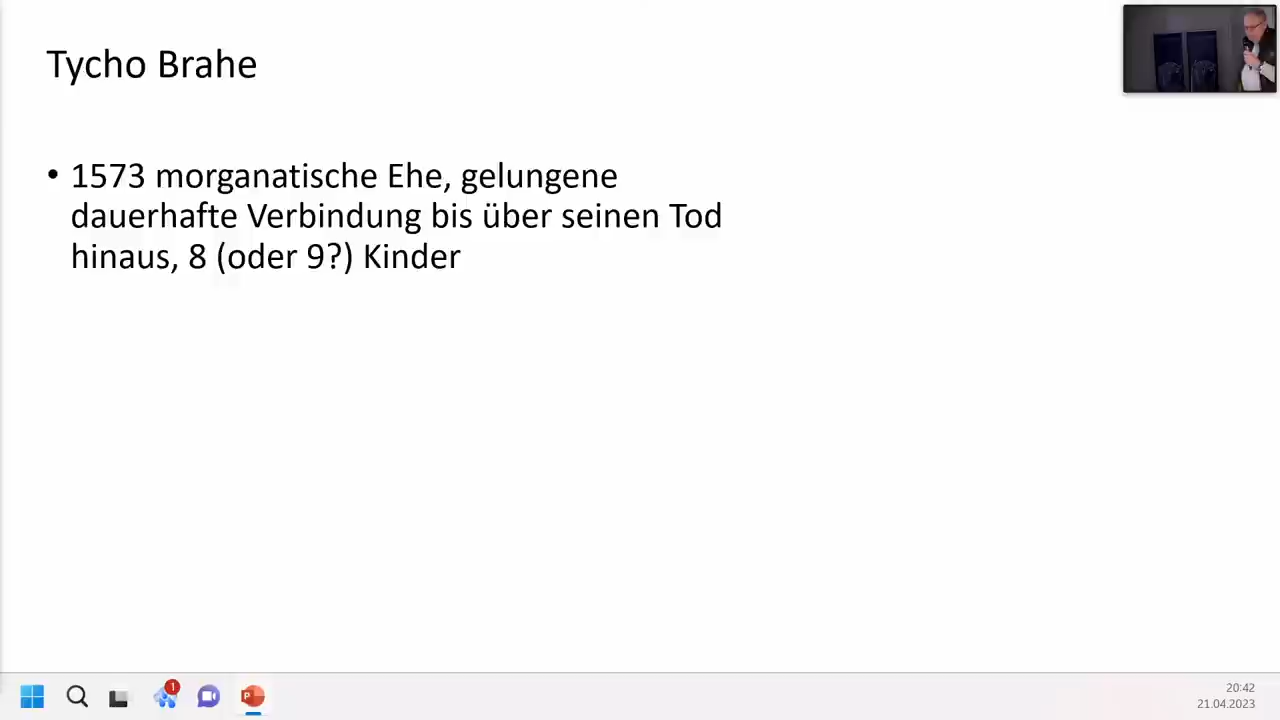 Tycho Brahe
• 1573 morganatische Ehe, gelungene
dauerhafte Verbindung bis über seinen Tod
hinaus, 8 (oder 9?) Kinder
1
P
20:42
21.04.2023